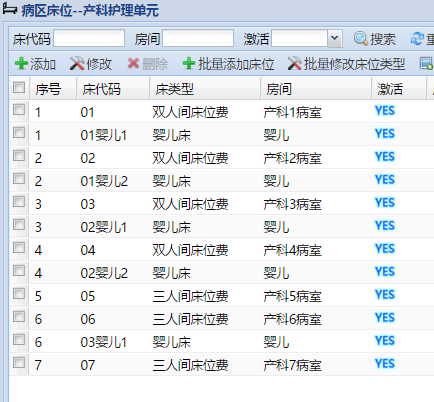 病区床位--产科护理单元
床代码 房间 激活 搜索
添加 修改 删除 批量添加床位 批量修改床位类型
序号 床代码 床类型 房间 激活
1 01 双人间床位费 产科1病室 YES
1 01婴儿1 婴儿床 婴儿 YES
2 02 双人间床位费 产科2病室 YES
2 01婴儿2 婴儿床 婴儿 YES
3 03 双人间床位费 产科3病室 YES
3 02婴儿1 婴儿床 婴儿 YES
4 04 双人间床位费 产科4病室 YES
4 02婴儿2 婴儿床 婴儿 YES
5 05 三人间床位费 产科5病室 YES
6 06 三人间床位费 产科6病室 YES
6 03婴儿1 婴儿床 婴儿 YES
7 07 三人间床位费 产科7病室 YES